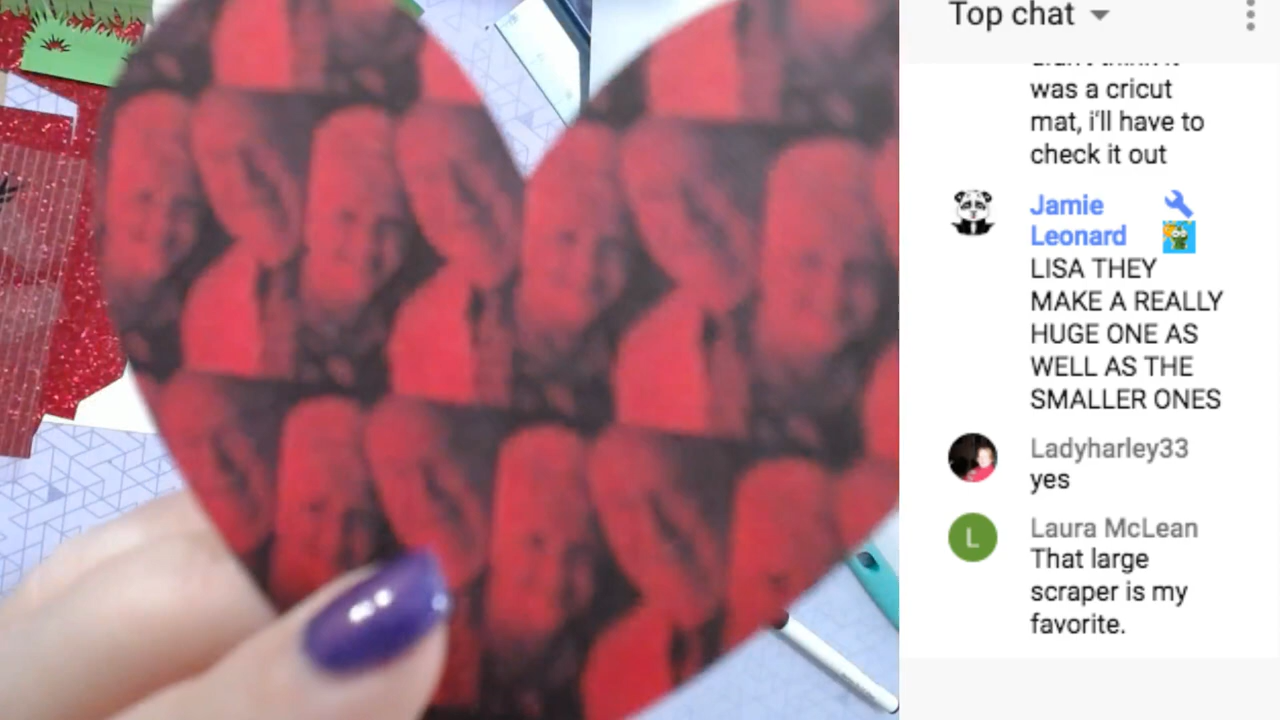 Top chat
was a cricut
mat, i'll have to
check it out
Jamie
Leonard
LISA THEY
MAKE A REALLY
HUGE ONE AS
WELL AS THE
SMALLER ONES
Ladyharley33
yes
L
Laura McLean
That large
scraper is my
favorite.